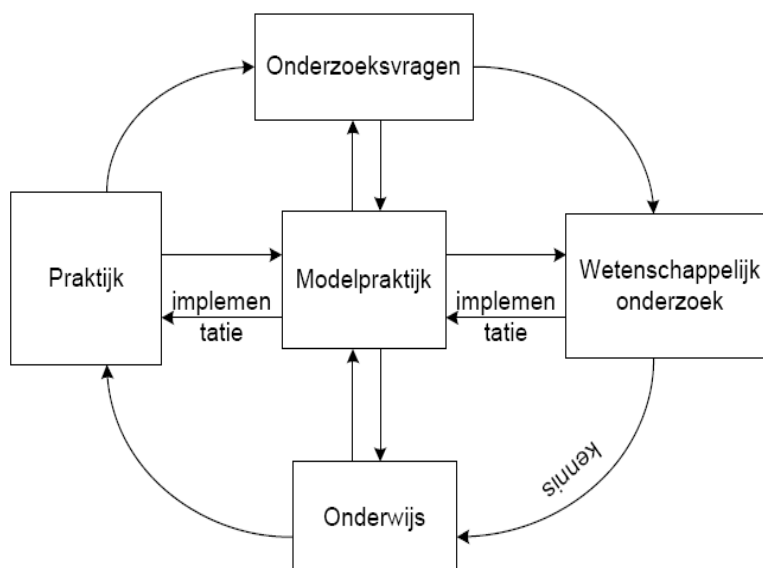 Onderzoeksvragen
Praktijk
Modelpraktijk
Wetenschappelijk
onderzoek
implemen
tatie
implemen
tatie
kennis
Onderwijs